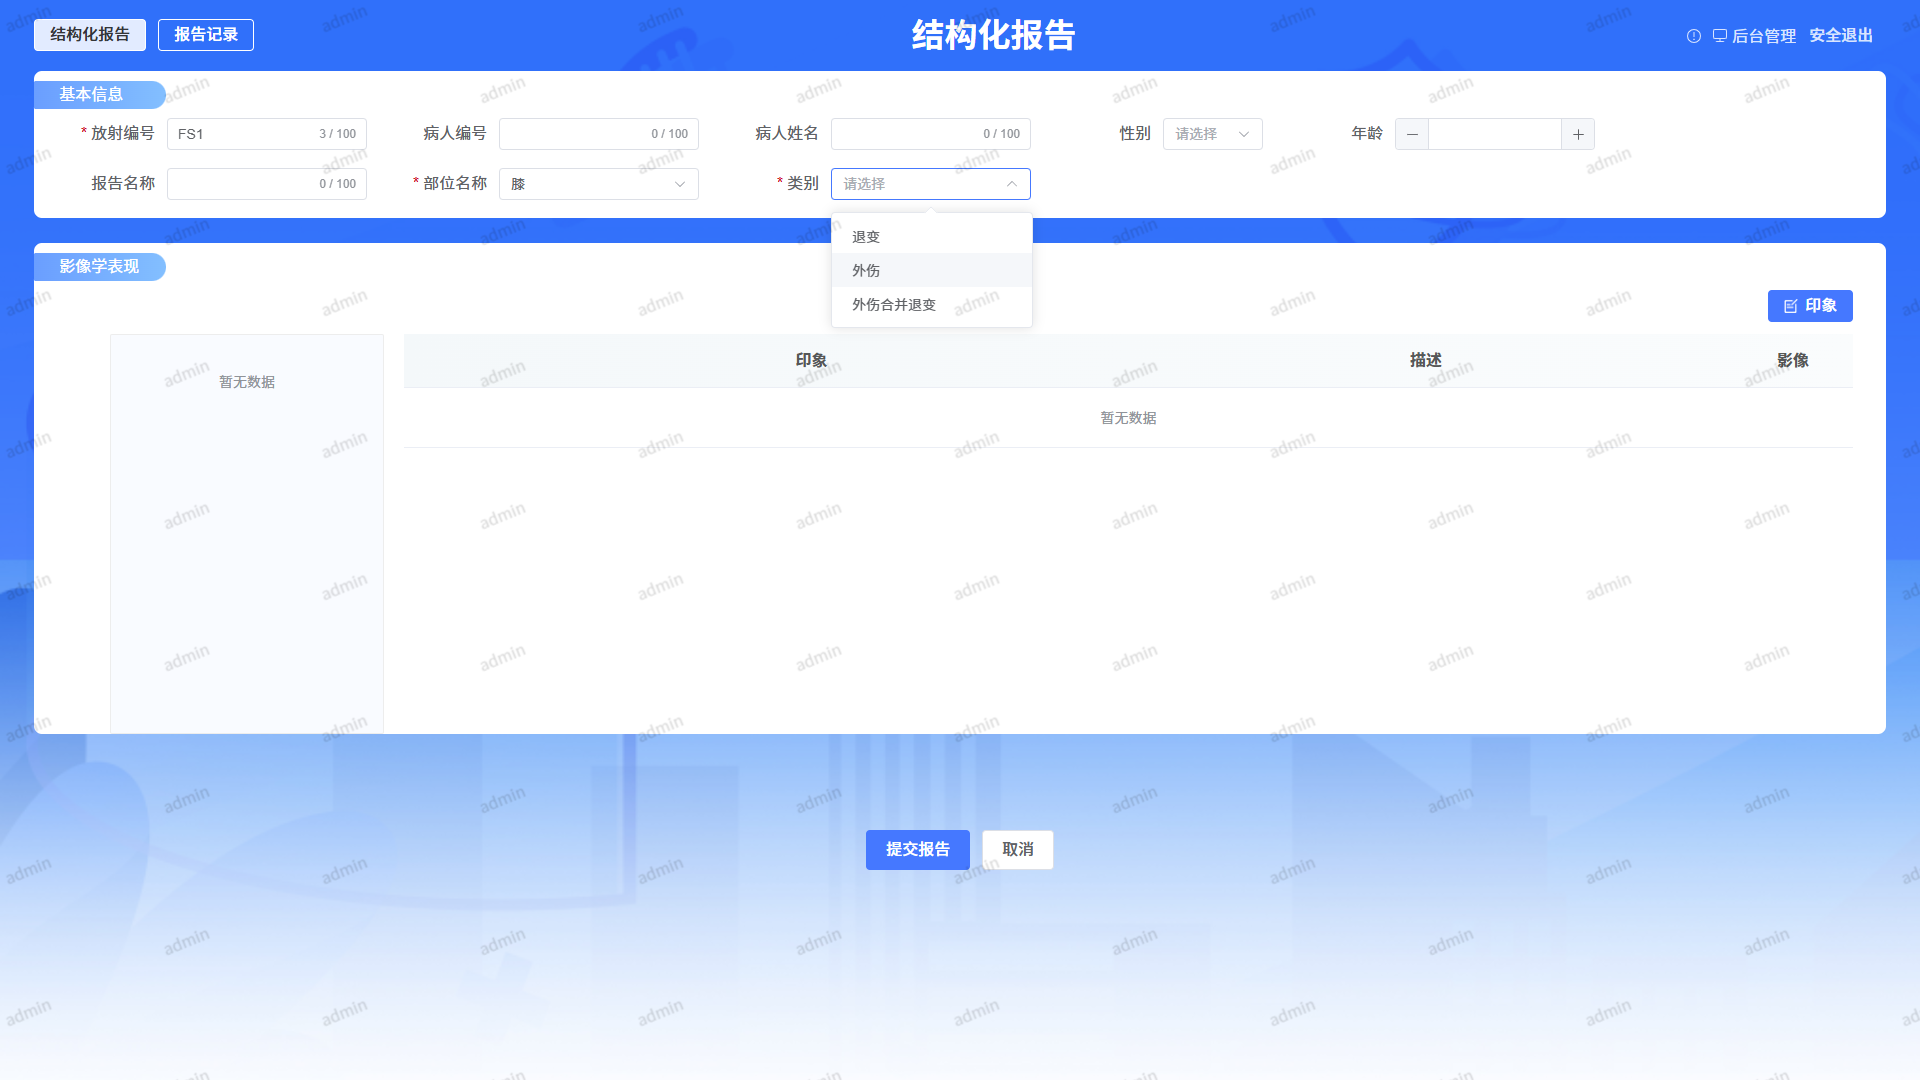 结构化报告
报告记录
结构化报告
后台管理
安全退出
基本信息
* 放射编号
FS1
3 / 100
病人编号
0 / 100
病人姓名
0 / 100
性别
请选择
年龄
报告名称
0 / 100
* 部位名称
膝
* 类别
请选择
退变
外伤
外伤合并退变
影像学表现
印象
暂无数据
印象
描述
影像
暂无数据
提交报告
取消
admin